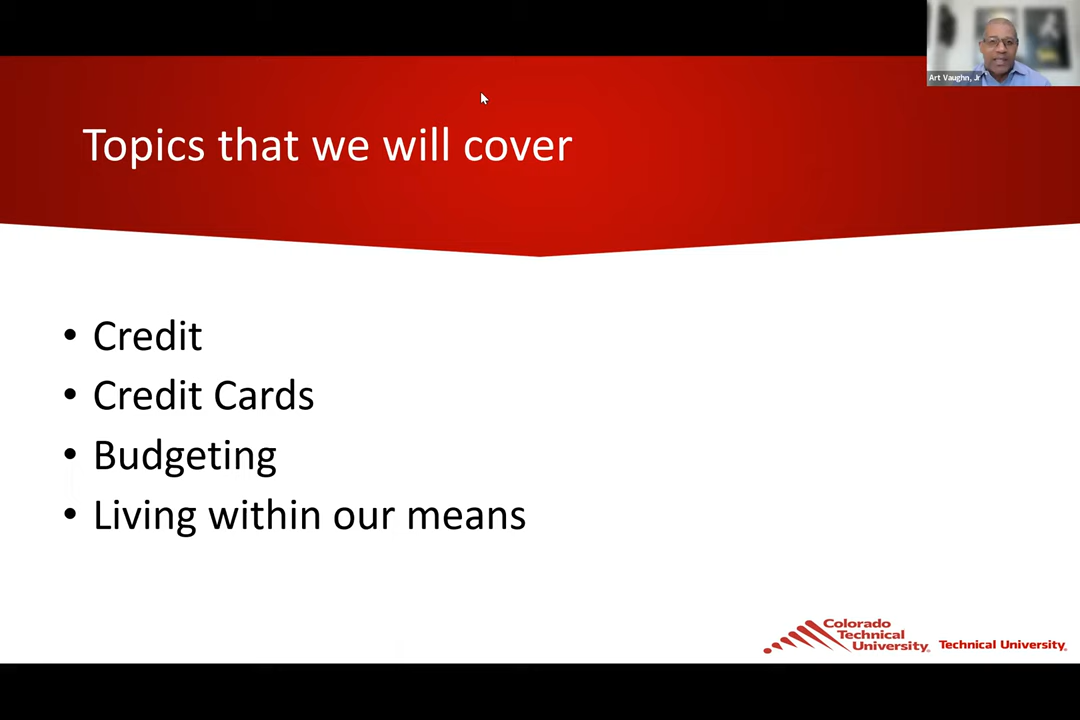 Art Vaughn, Jr
Topics that we will cover
• Credit
• Credit Cards
• Budgeting
• Living within our means
Colorado
Technical
University
Technical University